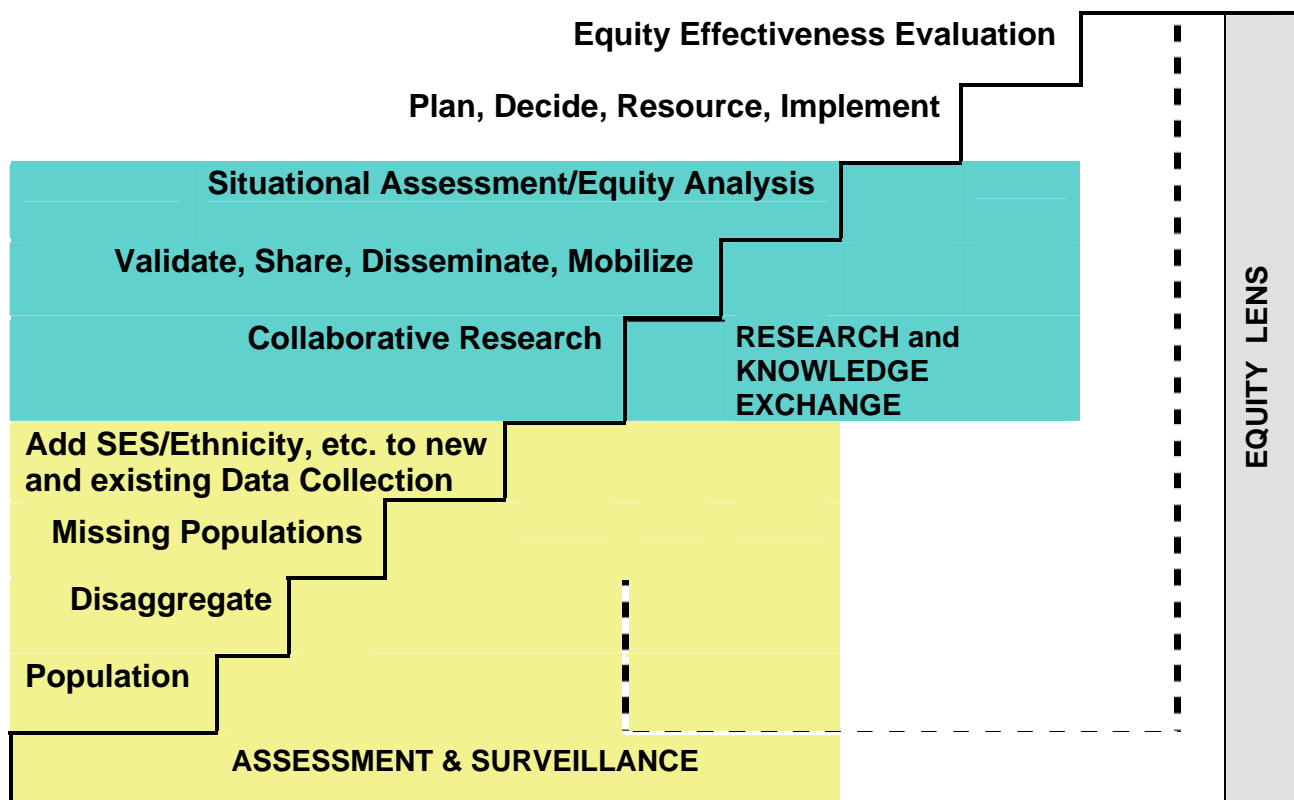 Equity Effectiveness Evaluation
Plan, Decide, Resource, Implement
Situational Assessment/Equity Analysis
Validate, Share, Disseminate, Mobilize
Collaborative Research
RESEARCH and
KNOWLEDGE
EXCHANGE
Add SES/Ethnicity, etc. to new
and existing Data Collection
Missing Populations
Disaggregate
Population
ASSESSMENT & SURVEILLANCE
EQUITY LENS